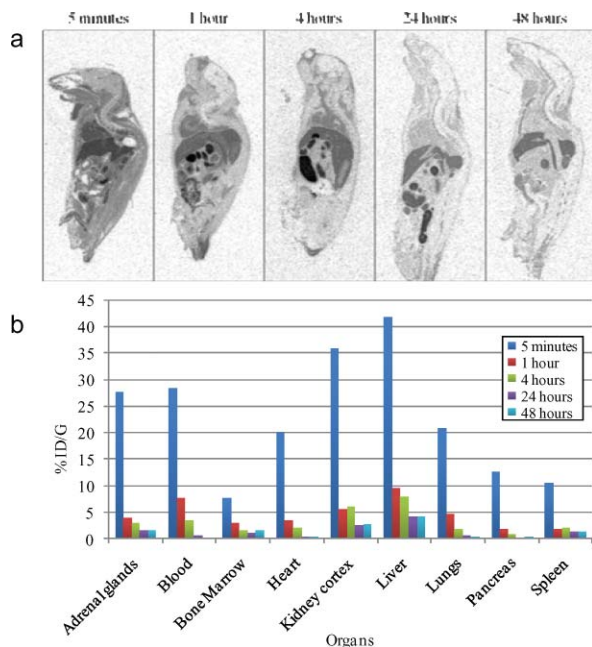 a
5 minutes
1 hour
4 hours
24 hours
48 hours
b
45
40
35
30
25
20
15
10
5
0
%ID/G
5 minutes
1 hour
4 hours
24 hours
48 hours
Adrenal glands
Blood
Bone Marrow
Heart
Kidney cortex
Liver
Lungs
Pancreas
Spleen
Organs